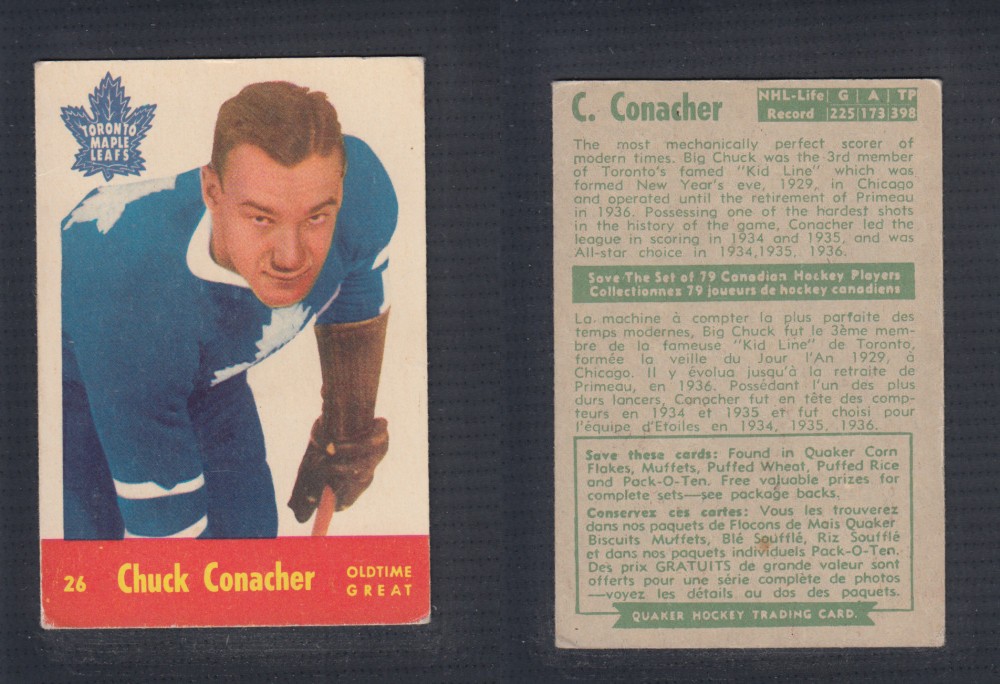 TORONTO
MAPLE
LEAFS
26 Chuck Conacher OLDTIME
GREAT
C. Conacher
NHL-Life G A TP
Record 225 173 398
The most mechanically perfect scorer of
modern times. Big Chuck was the 3rd member
of Toronto's famed "Kid Line" which was
formed New Year's eve, 1929, in Chicago
and operated until the retirement of Primeau
in 1936. Possessing one of the hardest shots
in the history of the game, Conacher led the
league in scoring in 1934 and 1935, and was
All-star choice in 1934,1935, 1936.
Save The Set of 79 Canadian Hockey Players
Collectionnez 79 joueurs de hockey canadiens
La machine à compter la plus parfaite des
temps modernes, Big Chuck fut le 3ème mem-
bre de la fameuse "Kid Line" de Toronto,
formée la veille du Jour l'An 1929, à
Chicago. Il y évolua jusqu'à la retraite de
Primeau, en 1936. Possédant l'un des plus
durs lancers, Conacher fut en tête des comp-
teurs en 1934 et 1935 et fut choisi pour
l'équipe d'Etoiles en 1934, 1935, 1936.
Save these cards: Found in Quaker Corn
Flakes, Muffets, Puffed Wheat, Puffed Rice
and Pack-O-Ten. Free valuable prizes for
complete sets—see package backs.
Conservez ces cartes: Vous les trouverez
dans nos paquets de Flocons de Mais Quaker
Biscuits Muffets, Blé Soufflé, Riz Soufflé
et dans nos paquets individuels Pack-O-Ten.
Des prix GRATUITS de grande valeur sont
offerts pour une série complète de photos
—voyez les détails au dos des paquets.
QUAKER HOCKEY TRADING CARD